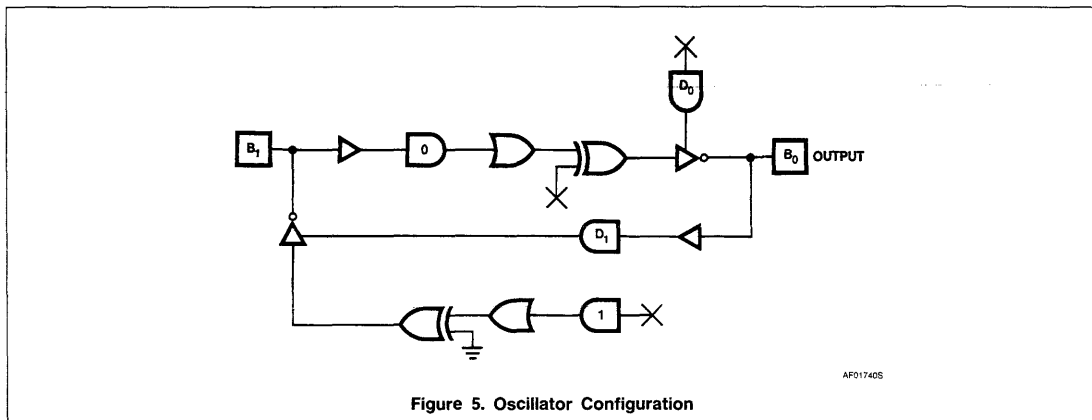 D0
B1
0
B0 OUTPUT
D1
1
AF01740S
Figure 5. Oscillator Configuration